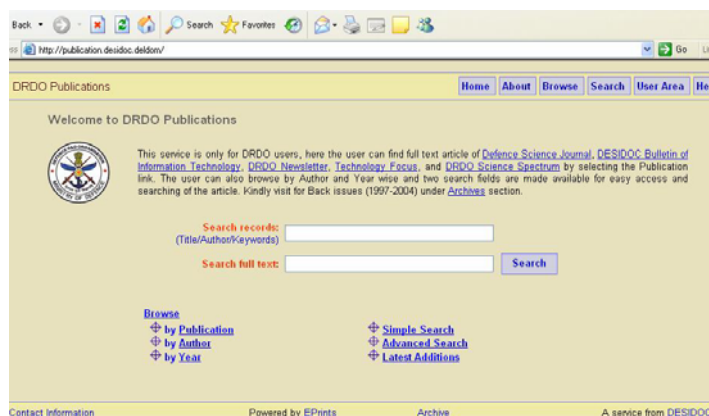 Back Search Favorites
http://publication.desidoc.deldom/ Go
DRDO Publications Home About Browse Search User Area He
Welcome to DRDO Publications
This service is only for DRDO users, here the user can find full text article of Defence Science Journal, DESIDOC Bulletin of
Information Technology, DRDO Newsletter, Technology Focus, and DRDO Science Spectrum by selecting the Publication
link. The user can also browse by Author and Year wise and two search fields are made available for easy access and
searching of the article. Kindly visit for Back issues (1997-2004) under Archives section.
Search records:
(Title/Author/Keywords)
Search full text: Search
Browse
by Publication Simple Search
by Author Advanced Search
by Year Latest Additions
Contact Information Powered by EPrints Archive A service from DESIDOC